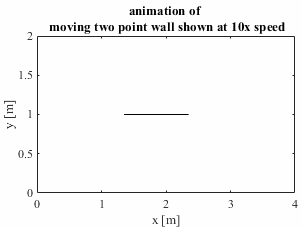 animation of
moving two point wall shown at 10x speed
2
1.5
1
0.5
0
y [m]
0 1 2 3 4
x [m]